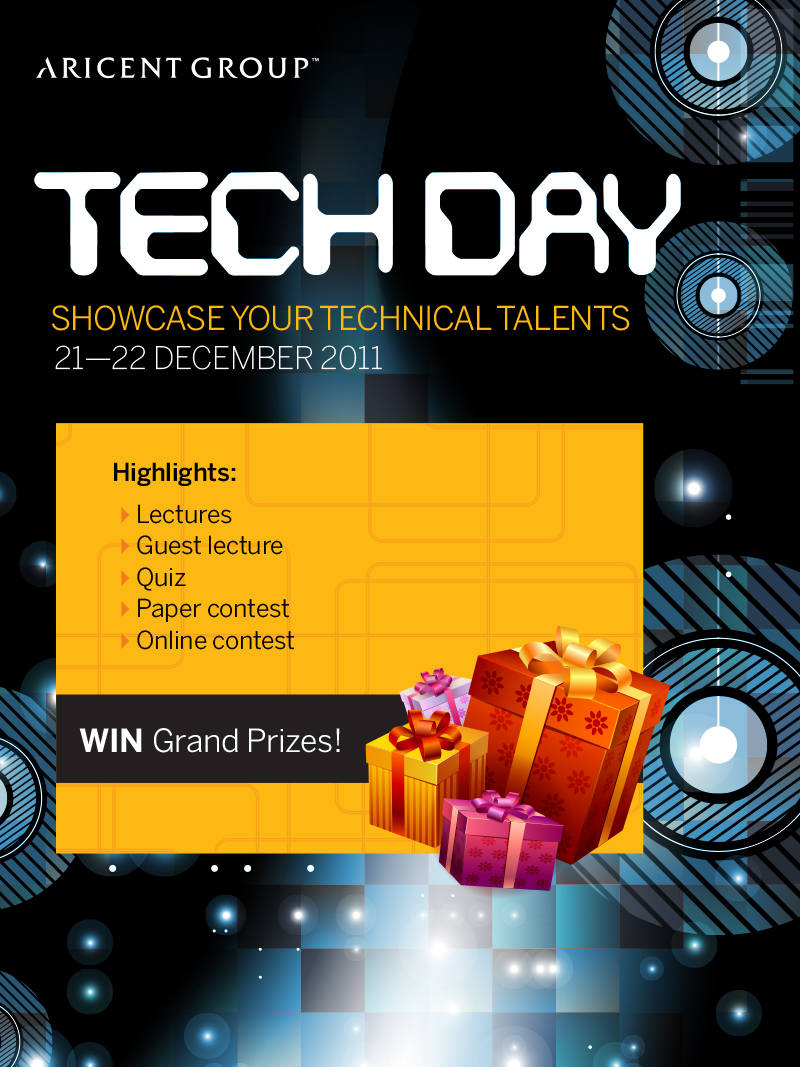 ARICENT GROUP™
TECH DAY
SHOWCASE YOUR TECHNICAL TALENTS
21—22 DECEMBER 2011
Highlights:
Lectures
Guest lecture
Quiz
Paper contest
Online contest
WIN Grand Prizes!